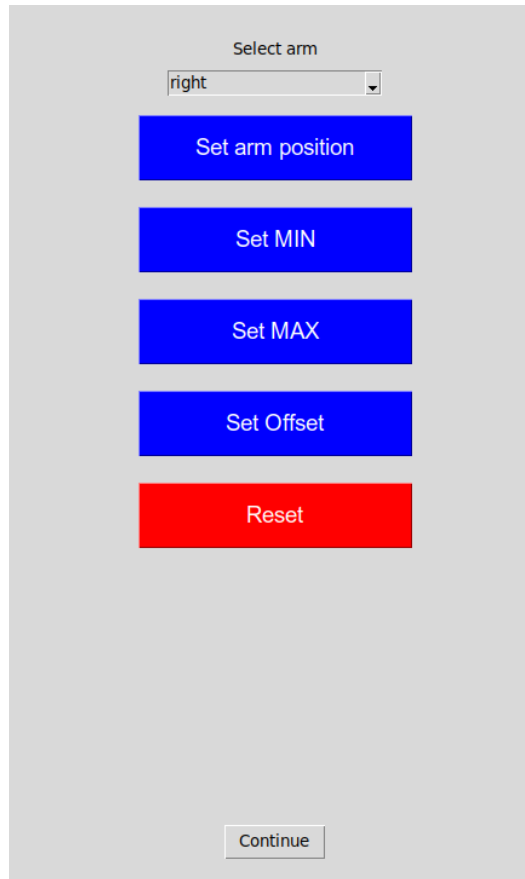 Select arm
right
Set arm position
Set MIN
Set MAX
Set Offset
Reset
Continue